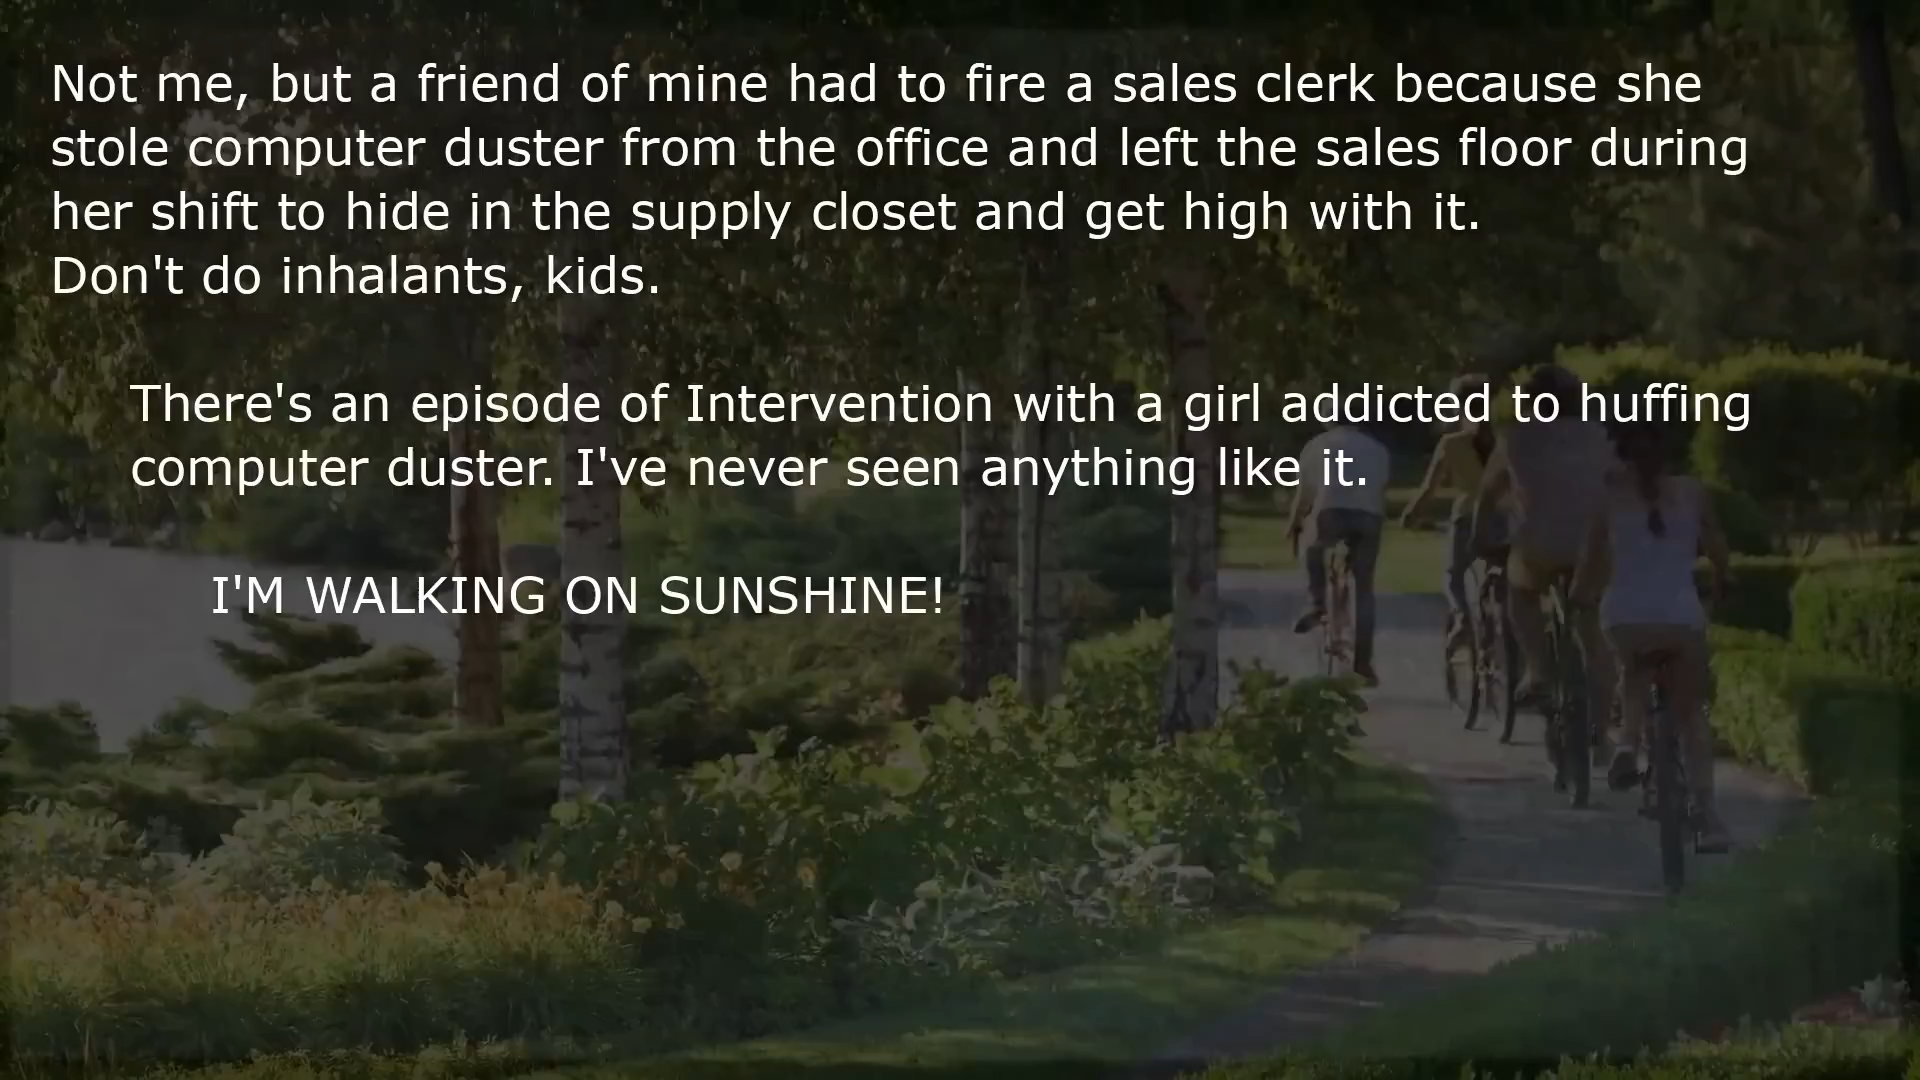 Not me, but a friend of mine had to fire a sales clerk because she
stole computer duster from the office and left the sales floor during
her shift to hide in the supply closet and get high with it.
Don't do inhalants, kids.
There's an episode of Intervention with a girl addicted to huffing
computer duster. I've never seen anything like it.
I'M WALKING ON SUNSHINE!